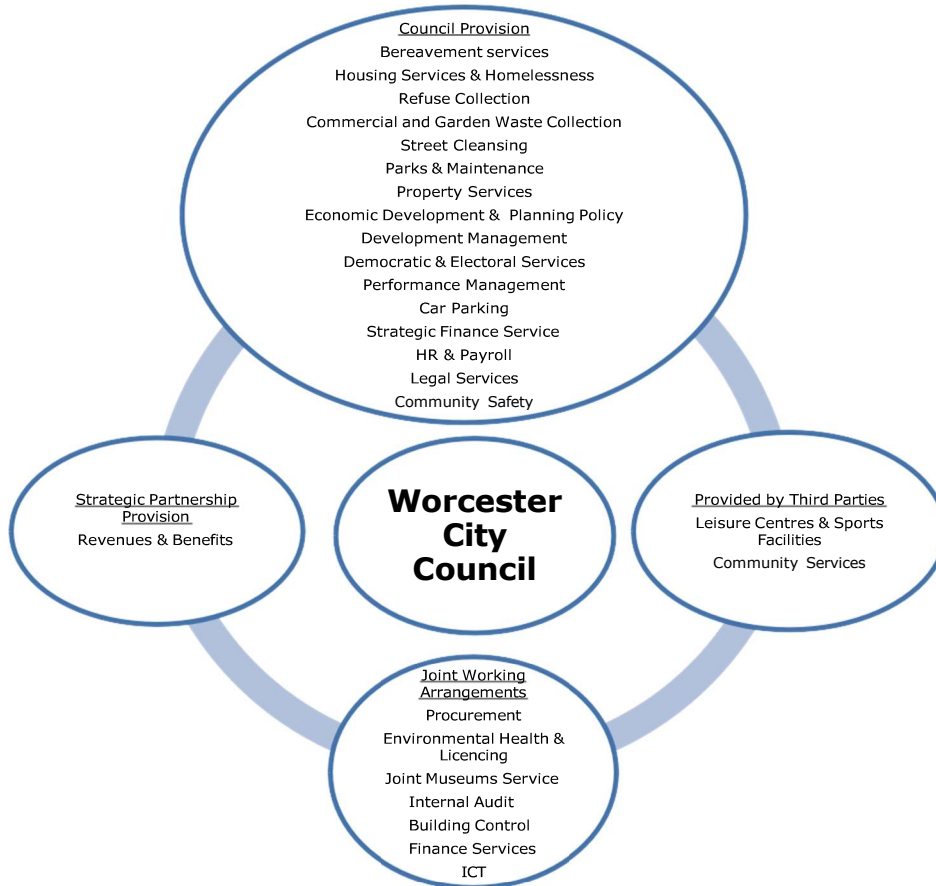 Council Provision
Bereavement services
Housing Services & Homelessness
Refuse Collection
Commercial and Garden Waste Collection
Street Cleansing
Parks & Maintenance
Property Services
Economic Development & Planning Policy
Development Management
Democratic & Electoral Services
Performance Management
Car Parking
Strategic Finance Service
HR & Payroll
Legal Services
Community Safety
Strategic Partnership
Provision
Revenues & Benefits
Worcester
City
Council
Provided by Third Parties
Leisure Centres & Sports
Facilities
Community Services
Joint Working
Arrangements
Procurement
Environmental Health &
Licencing
Joint Museums Service
Internal Audit
Building Control
Finance Services
ICT